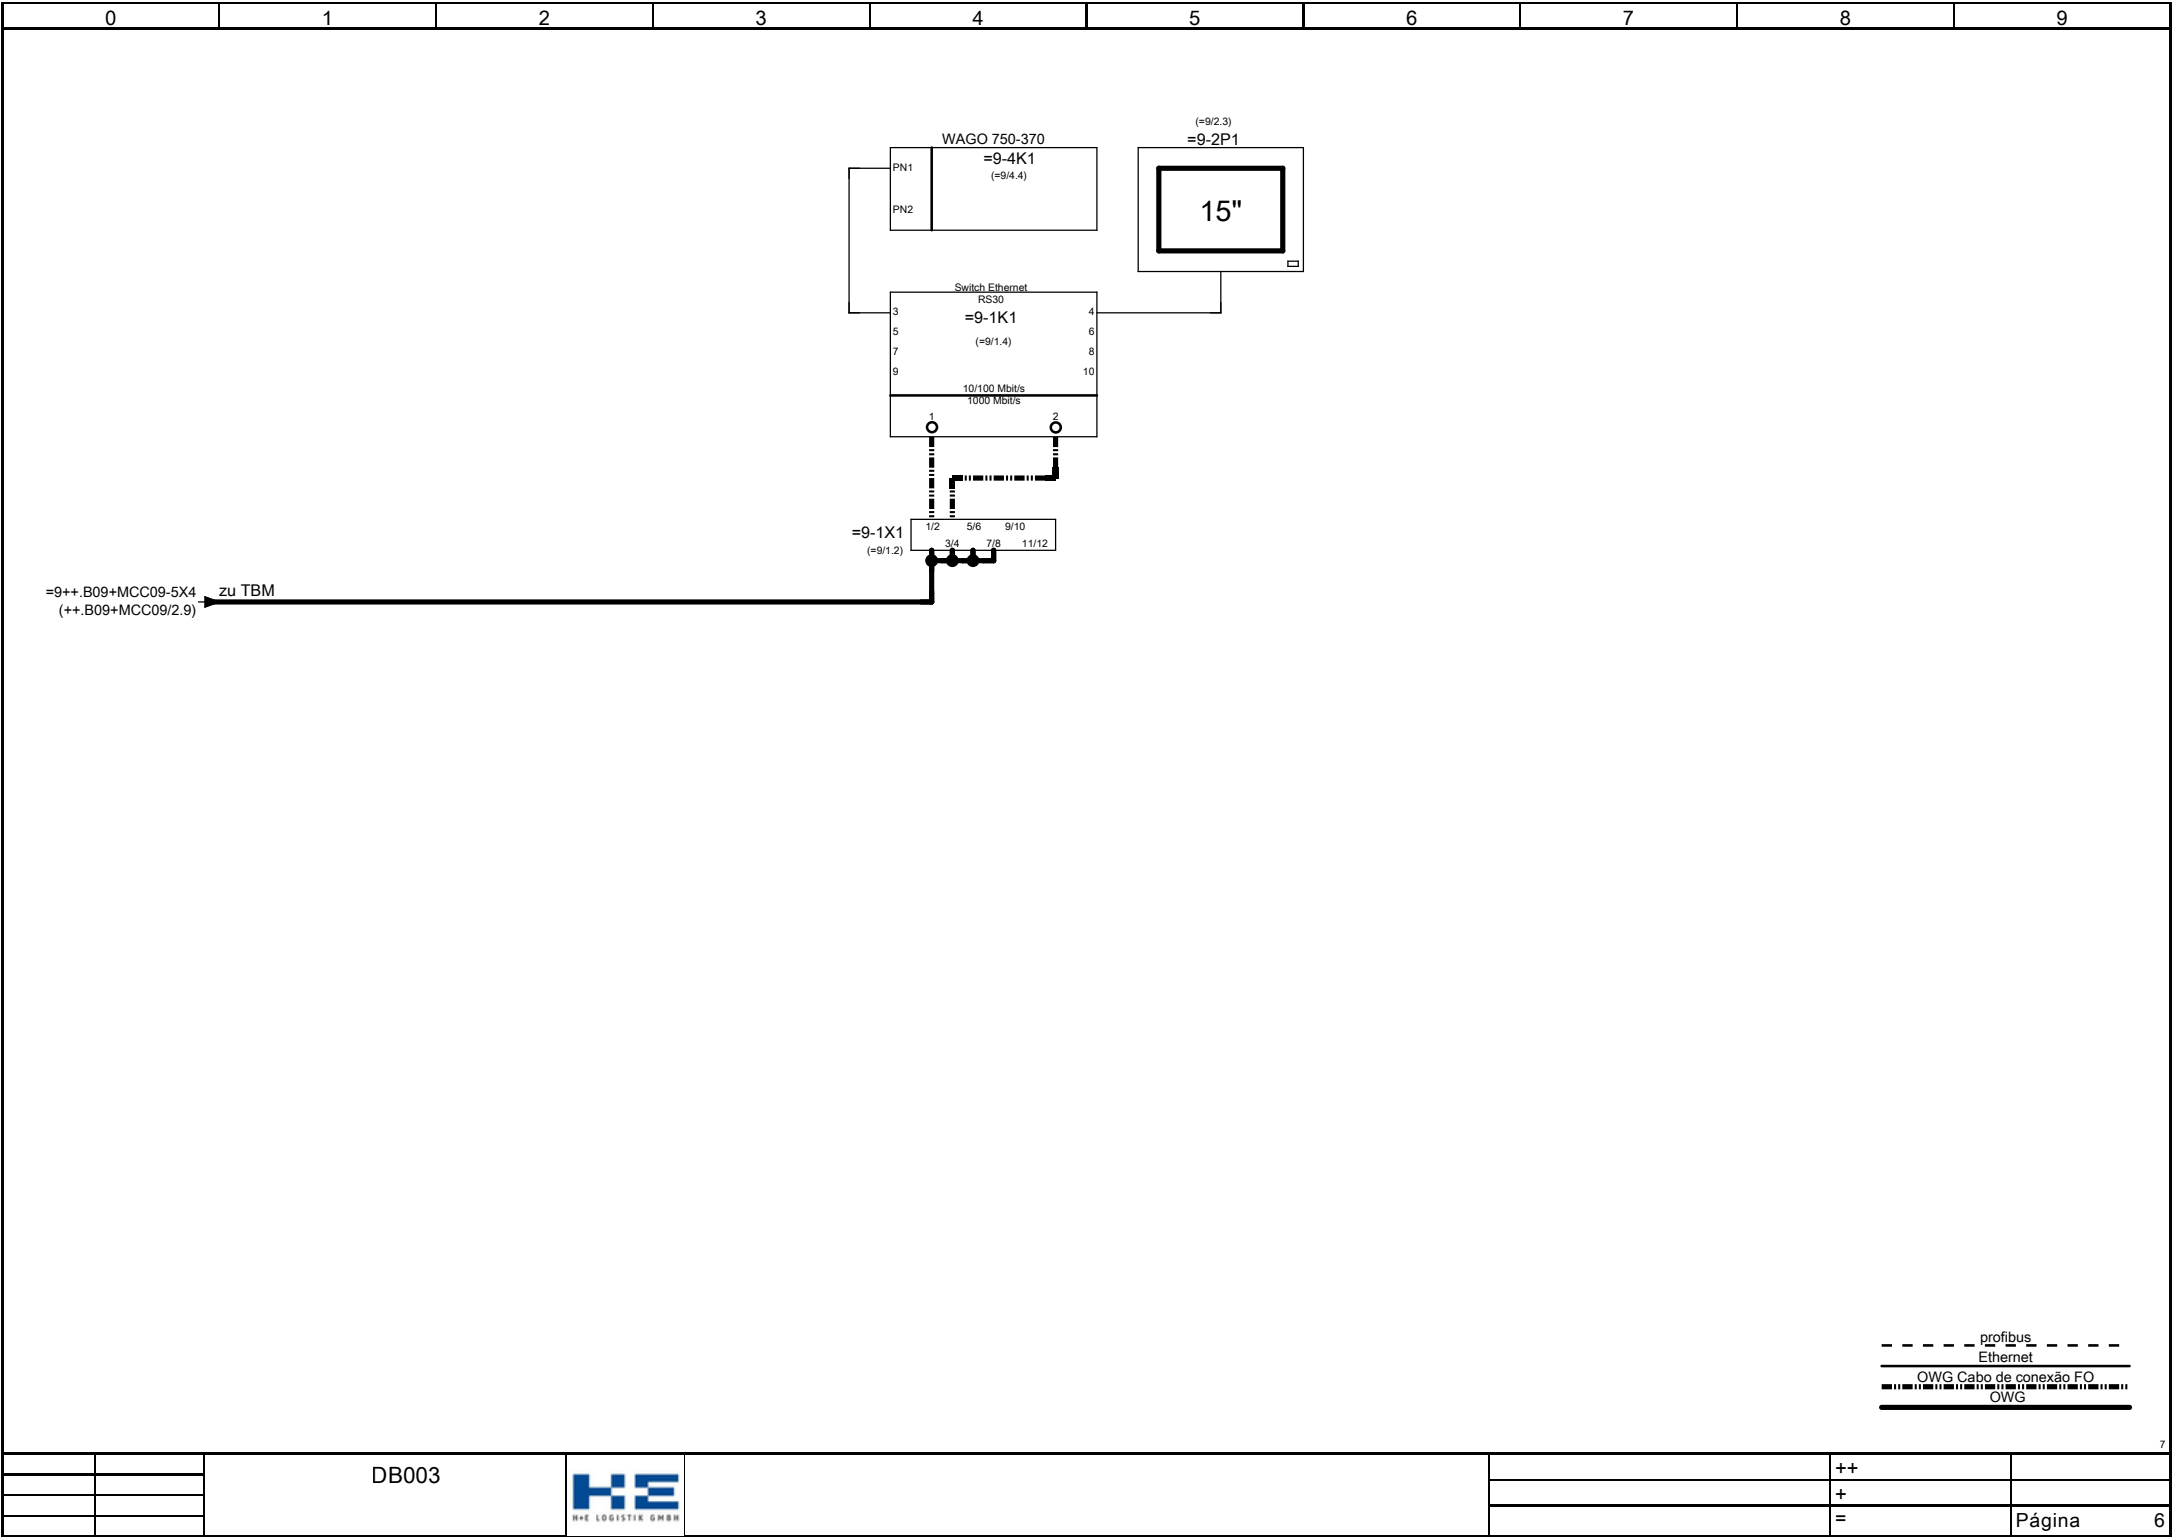 0 1 2 3 4 5 6 7 8 9
(=9/2.3)
WAGO 750-370
=9-2P1
=9-4K1
PN1
(=9/4.4)
PN2
15"
Switch Ethernet
RS30
3
=9-1K1
4
5
6
(=9/1.4)
7
8
9
10
10/100 Mbit/s
1000 Mbit/s
1
2
=9-1X1
(=9/1.2)
1/2 5/6 9/10
3/4 7/8 11/12
=9++.B09+MCC09-5X4
(++.B09+MCC09/2.9)
zu TBM
profibus
Ethernet
OWG Cabo de conexão FO
OWG
7
DB003
H+E
H+E LOGISTIK GMBH
++
+
=
Página 6